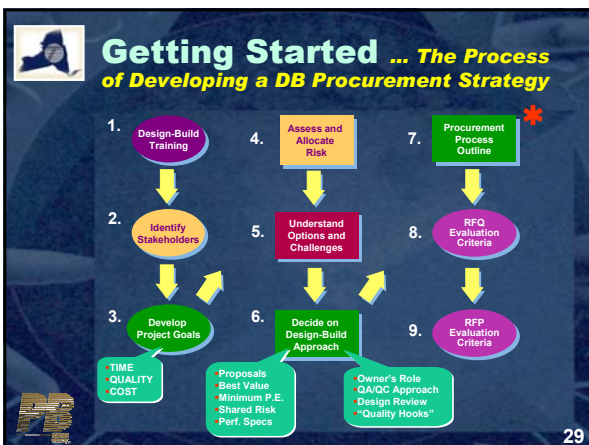 Getting Started ... The Process
of Developing a DB Procurement Strategy
1.
Design-Build
Training
2.
Identify
Stakeholders
3.
Develop
Project Goals
•TIME
•QUALITY
•COST
4.
Assess and
Allocate
Risk
5.
Understand
Options and
Challenges
6.
Decide on
Design-Build
Approach
•Proposals
•Best Value
•Minimum P.E.
•Shared Risk
•Perf. Specs
•Owner's Role
•QA/QC Approach
•Design Review
•"Quality Hooks"
7.
Procurement
Process
Outline
*
8.
RFQ
Evaluation
Criteria
9.
RFP
Evaluation
Criteria
PB
29